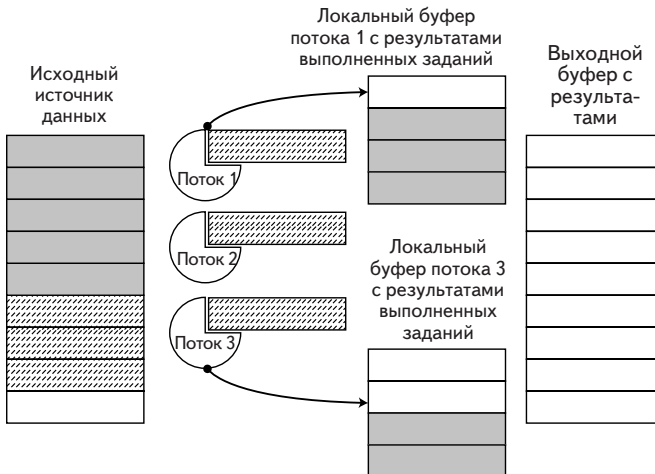 Исходный
источник
данных
Поток 1
Поток 2
Поток 3
Локальный буфер
потока 1 с результатами
выполненных заданий
Локальный
буфер потока 3
с результатами
выполненных
заданий
Выходной
буфер с
результа-
тами